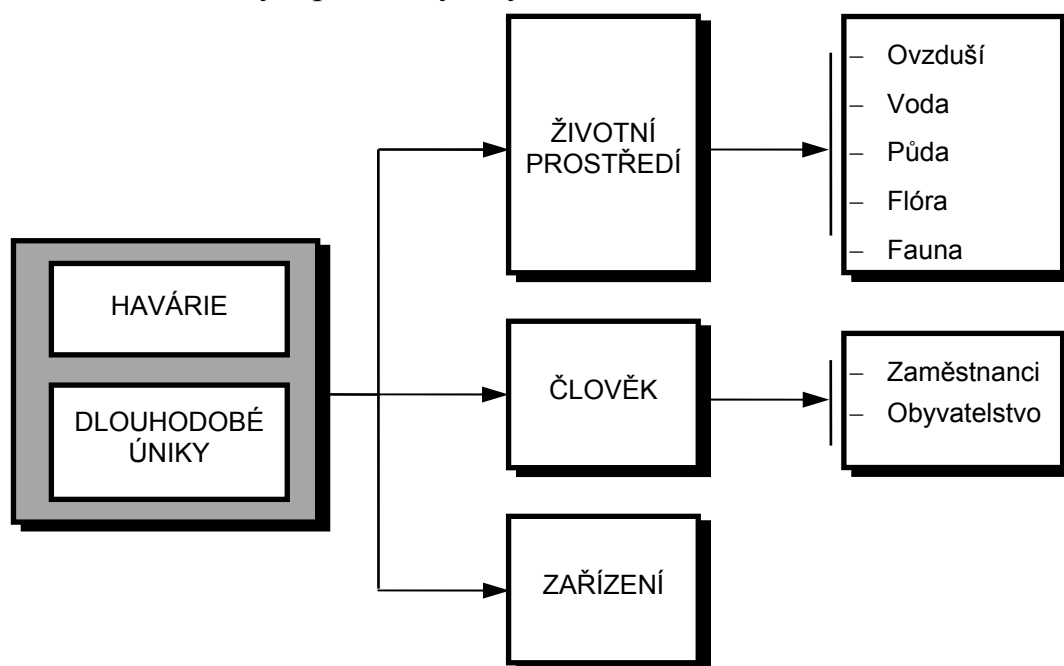 ŽIVOTNÍ
PROSTŘEDÍ
– Ovzduší
– Voda
– Půda
– Flóra
– Fauna
HAVÁRIE
DLOUHODOBÉ
ÚNIKY
ČLOVĚK
– Zaměstnanci
– Obyvatelstvo
ZAŘÍZENÍ